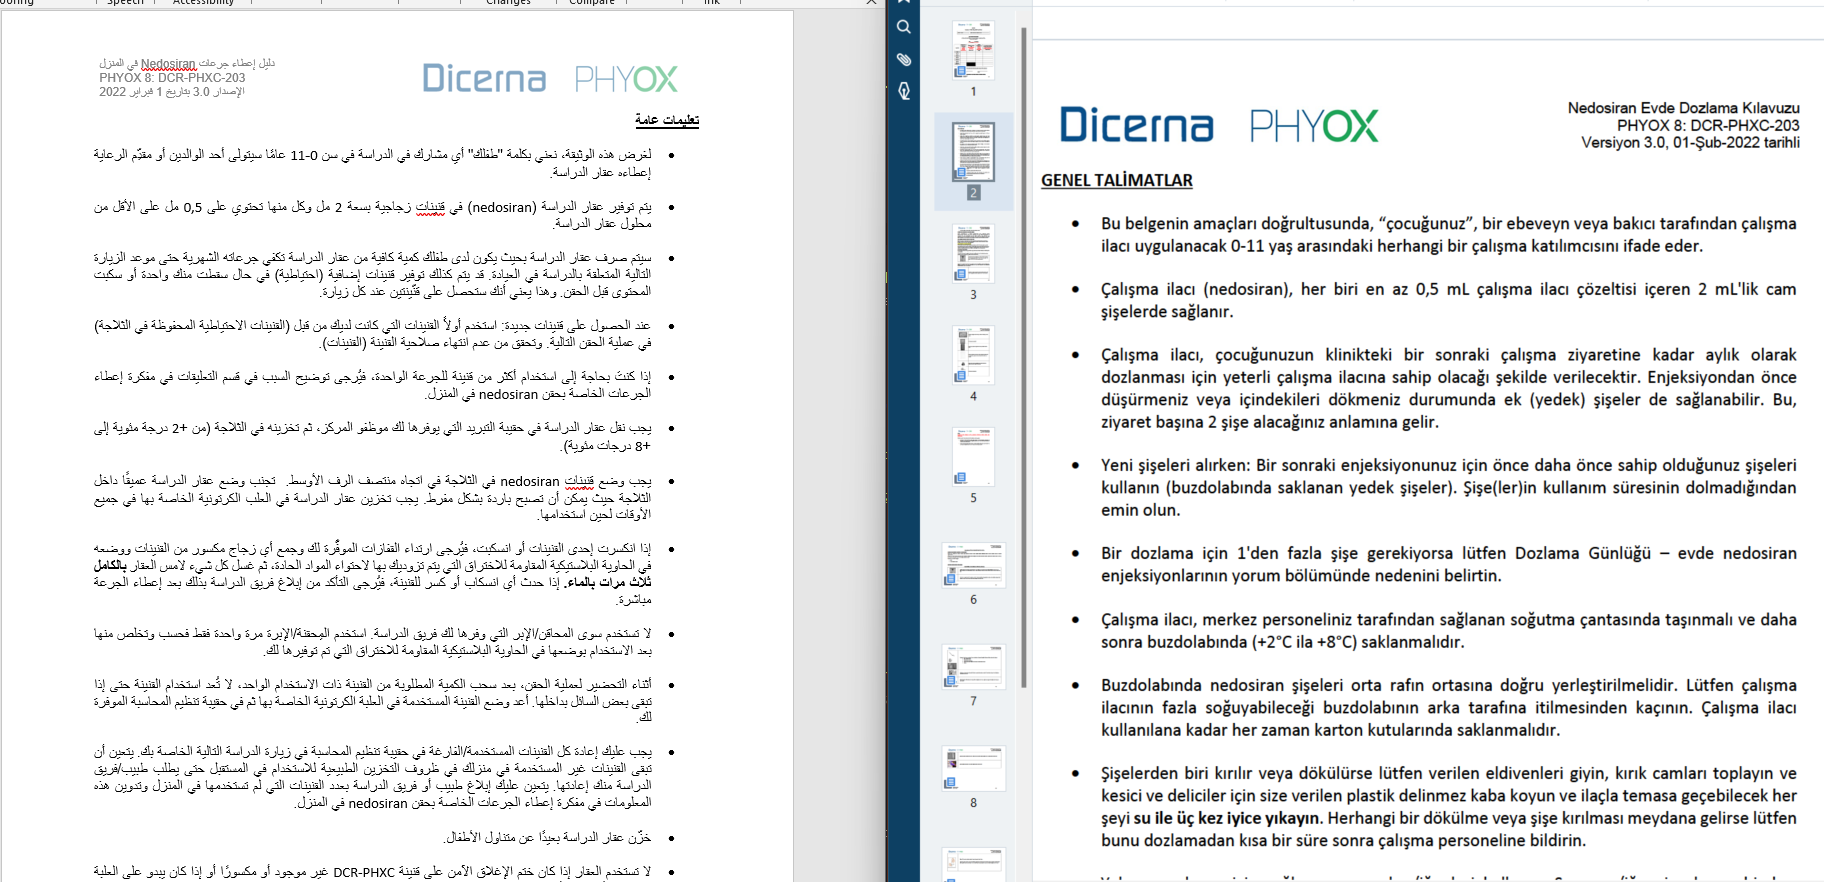 Speech
Accessibility
Changes
Compare
Ink
دليل إعطاء جرعات Nedosiran في المنزل
PHYOX 8: DCR-PHXC-203
الإصدار 3.0 بتاريخ 1 فبراير 2022
Dicerna PHYOX
تعليمات عامة
• لغرض هذه الوثيقة، نعني بكلمة "طفلك" أي مشارك في الدراسة في سن 0-11 عامًا سيتولى أحد الوالدين أو مقدِّم الرعاية
إعطاءه عقار الدراسة.
• يتم توفير عقار الدراسة (nedosiran) في قنينات زجاجية بسعة 2 مل وكل منها تحتوي على 0,5 مل على الأقل من
محلول عقار الدراسة.
• سيتم صرف عقار الدراسة بحيث يكون لدى طفلك كمية كافية من عقار الدراسة تكفي جرعاته الشهرية حتى موعد الزيارة
التالية المتعلقة بالدراسة في العيادة. قد يتم كذلك توفير قنينات إضافية (احتياطية) في حال سقطت منك واحدة أو سكبت
المحتوى قبل الحقن. وهذا يعني أنك ستحصل على قنِّينتين عند كل زيارة.
• عند الحصول على قنينات جديدة: استخدم أولاً القنينات التي كانت لديك من قبل (القنينات الاحتياطية المحفوظة في الثلاجة)
في عملية الحقن التالية. وتحقق من عدم انتهاء صلاحية القنينة (القنينات).
• إذا كنتَ بحاجة إلى استخدام أكثر من قنينة للجرعة الواحدة، فيُرجى توضيح السبب في قسم التعليقات في مفكرة إعطاء
الجرعات الخاصة بحقن nedosiran في المنزل.
• يجب نقل عقار الدراسة في حقيبة التبريد التي يوفرها لك موظفو المركز، ثم تخزينه في الثلاجة (من +2 درجة مئوية إلى
+8 درجات مئوية).
• يجب وضع قنينات nedosiran في الثلاجة في اتجاه منتصف الرف الأوسط. تجنب وضع عقار الدراسة عميقًا داخل
الثلاجة حيث يُمكن أن تصبح باردة بشكل مفرط. يجب تخزين عقار الدراسة في العلب الكرتونية الخاصة بها في جميع
الأوقات لحين استخدامها.
• إذا انكسرت إحدى القنينات أو انسكبت، فيُرجى ارتداء القفازات الموفَّرة لك وجمع أي زجاج مكسور من القنينات ووضعه
في الحاوية البلاستيكية المقاومة للاختراق التي يتم تزويدك بها لاحتواء المواد الحادة، ثم غسل كل شيء لامس العقار بالكامل
ثلاث مرات بالماء. إذا حدث أي انسكاب أو كسر للقنينة، فيُرجى التأكد من إبلاغ فريق الدراسة بذلك بعد إعطاء الجرعة
مباشرة.
• لا تستخدم سوى المحاقن/الإبر التي وفرها لك فريق الدراسة. استخدم المِحقنة/الإبرة مرة واحدة فقط فحسب وتخلص منها
بعد الاستخدام بوضعها في الحاوية البلاستيكية المقاومة للاختراق التي تم توفيرها لك.
• أثناء التحضير لعملية الحقن، بعد سحب الكمية المطلوبة من القنينة ذات الاستخدام الواحد، لا تُعد استخدام القنينة حتى إذا
تبقى بعض السائل بداخلها. أعد وضع القنينة المستخدمة في العلبة الكرتونية الخاصة بها ثم في حقيبة تنظيم المحاسبة الموفرة
لك.
• يجب عليك إعادة كل القنينات المستخدمة/الفارغة في حقيبة تنظيم المحاسبة في زيارة الدراسة التالية الخاصة بك. يتعين أن
تبقى القنينات غير المستخدمة في منزلك في ظروف التخزين الطبيعية للاستخدام في المستقبل حتى يطلب طبيب/فريق
الدراسة منك إعادتها. يتعين عليك إبلاغ طبيب أو فريق الدراسة بعدد القنينات التي لم تستخدمها في المنزل وتدوين هذه
المعلومات في مفكرة إعطاء الجرعات الخاصة بحقن nedosiran في المنزل.
• خزّن عقار الدراسة بعيدًا عن متناول الأطفال.
• لا تستخدم العقار إذا كان ختم الإغلاق الآمن على قنينة DCR-PHXC غير موجود أو مكسورًا أو إذا كان يبدو على العلبة
1
2
3
4
5
6
7
8
Dicerna PHYOX
Nedosiran Evde Dozlama Kılavuzu
PHYOX 8: DCR-PHXC-203
Versiyon 3.0, 01-Şub-2022 tarihli
GENEL TALİMATLAR
• Bu belgenin amaçları doğrultusunda, “çocuğunuz”, bir ebeveyn veya bakıcı tarafından çalışma
ilacı uygulanacak 0-11 yaş arasındaki herhangi bir çalışma katılımcısını ifade eder.
• Çalışma ilacı (nedosiran), her biri en az 0,5 mL çalışma ilacı çözeltisi içeren 2 mL'lik cam
şişelerde sağlanır.
• Çalışma ilacı, çocuğunuzun klinikteki bir sonraki çalışma ziyaretine kadar aylık olarak
dozlanması için yeterli çalışma ilacına sahip olacağı şekilde verilecektir. Enjeksiyondan önce
düşürmeniz veya içindekileri dökmeniz durumunda ek (yedek) şişeler de sağlanabilir. Bu,
ziyaret başına 2 şişe alacağınız anlamına gelir.
• Yeni şişeleri alırken: Bir sonraki enjeksiyonunuz için önce daha önce sahip olduğunuz şişeleri
kullanın (buzdolabında saklanan yedek şişeler). Şişe(ler)in kullanım süresinin dolmadığından
emin olun.
• Bir dozlama için 1'den fazla şişe gerekiyorsa lütfen Dozlama Günlüğü – evde nedosiran
enjeksiyonlarının yorum bölümünde nedenini belirtin.
• Çalışma ilacı, merkez personeliniz tarafından sağlanan soğutma çantasında taşınmalı ve daha
sonra buzdolabında (+2°C ila +8°C) saklanmalıdır.
• Buzdolabında nedosiran şişeleri orta rafın ortasına doğru yerleştirilmelidir. Lütfen çalışma
ilacının fazla soğuyabileceği buzdolabının arka tarafına itilmesinden kaçının. Çalışma ilacı
kullanılana kadar her zaman karton kutularında saklanmalıdır.
• Şişelerden biri kırılır veya dökülürse lütfen verilen eldivenleri giyin, kırık camları toplayın ve
kesici ve deliciler için size verilen plastik delinmez kaba koyun ve ilaçla temasa geçebilecek her
şeyi su ile üç kez iyice yıkayın. Herhangi bir dökülme veya şişe kırılması meydana gelirse lütfen
bunu dozlamadan kısa bir süre sonra çalışma personeline bildirin.